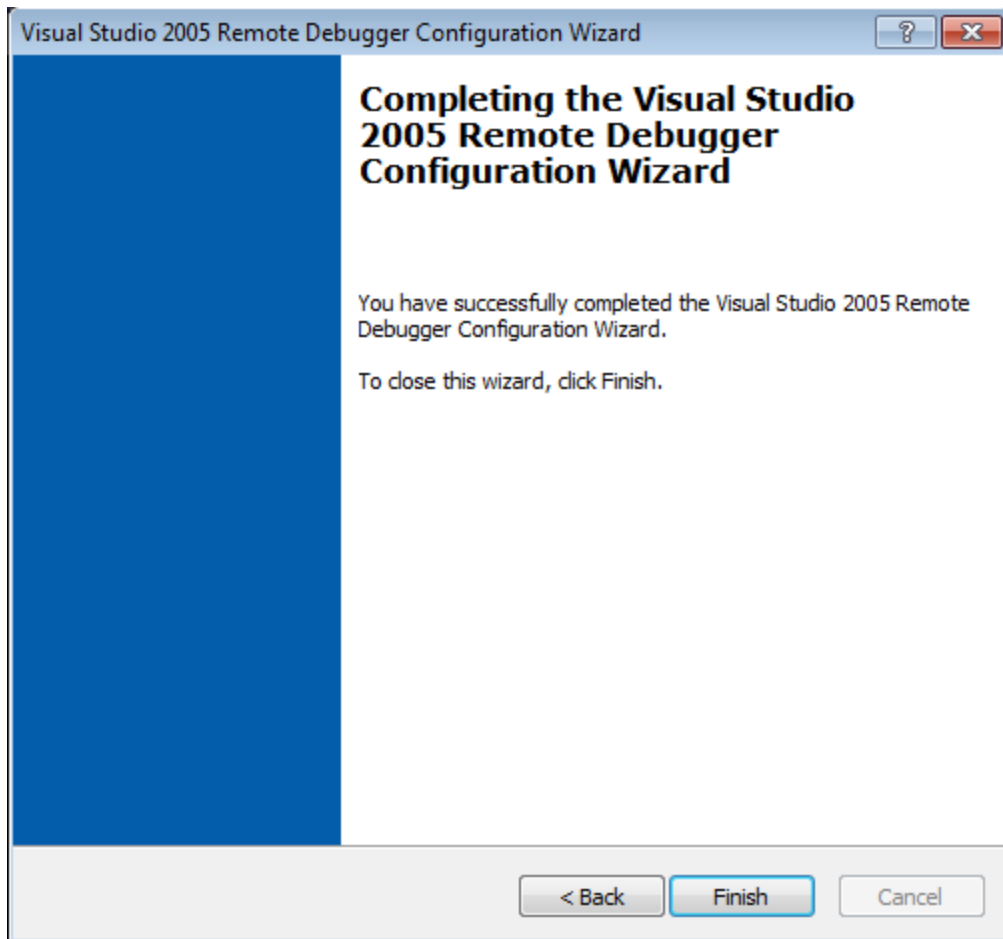 Visual Studio 2005 Remote Debugger Configuration Wizard
?
Completing the Visual Studio
2005 Remote Debugger
Configuration Wizard
You have successfully completed the Visual Studio 2005 Remote
Debugger Configuration Wizard.
To close this wizard, click Finish.
< Back Finish Cancel